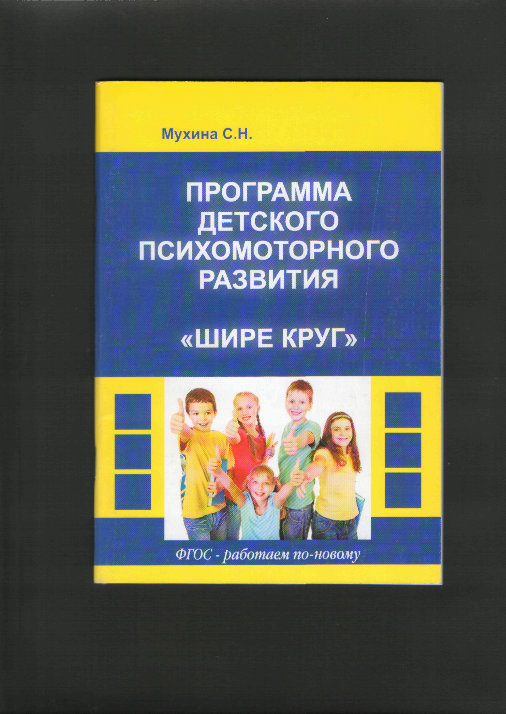 Мухина С.Н.
ПРОГРАММА
ДЕТСКОГО
ПСИХОМОТОРНОГО
РАЗВИТИЯ
«ШИРЕ КРУГ»
ФГОС - работаем по-новому